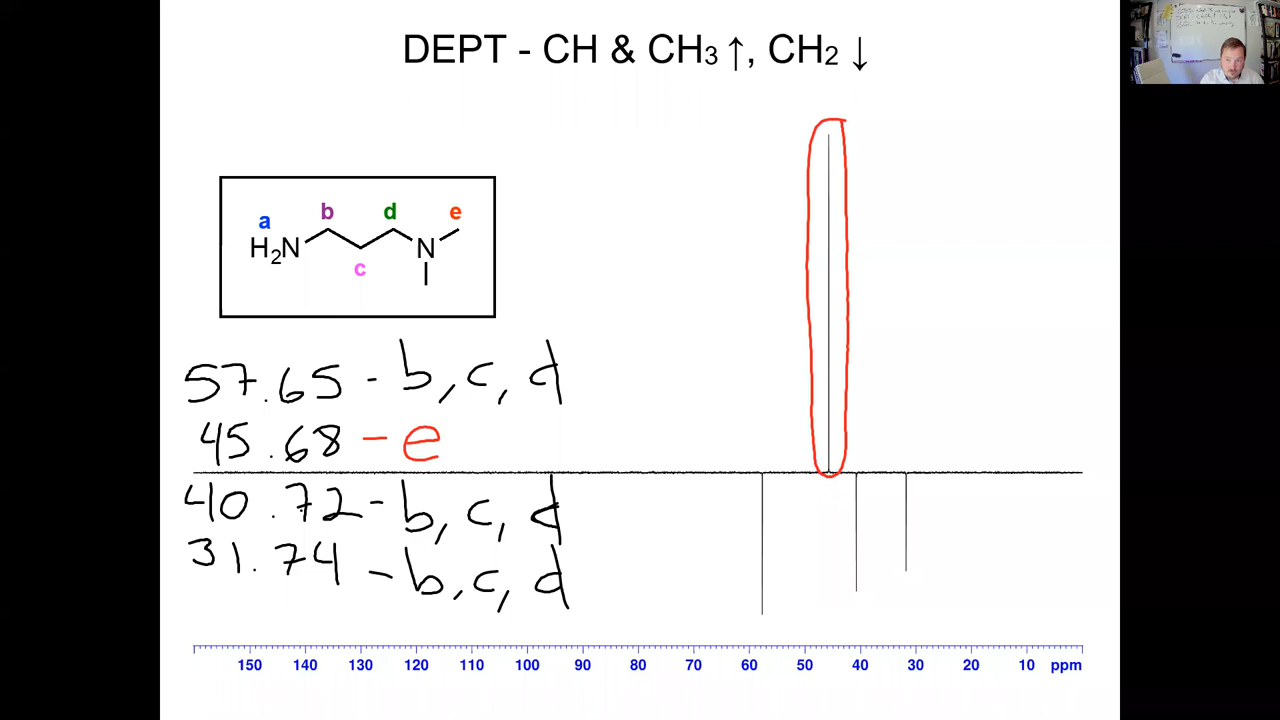 DEPT - CH & CH3 ↑, CH2 ↓
a b d e
H2N N
c
57.65 - b, c, d
45.68 - e
40.72 - b, c, d
31.74 - b, c, d
150 140 130 120 110 100 90 80 70 60 50 40 30 20 10 ppm